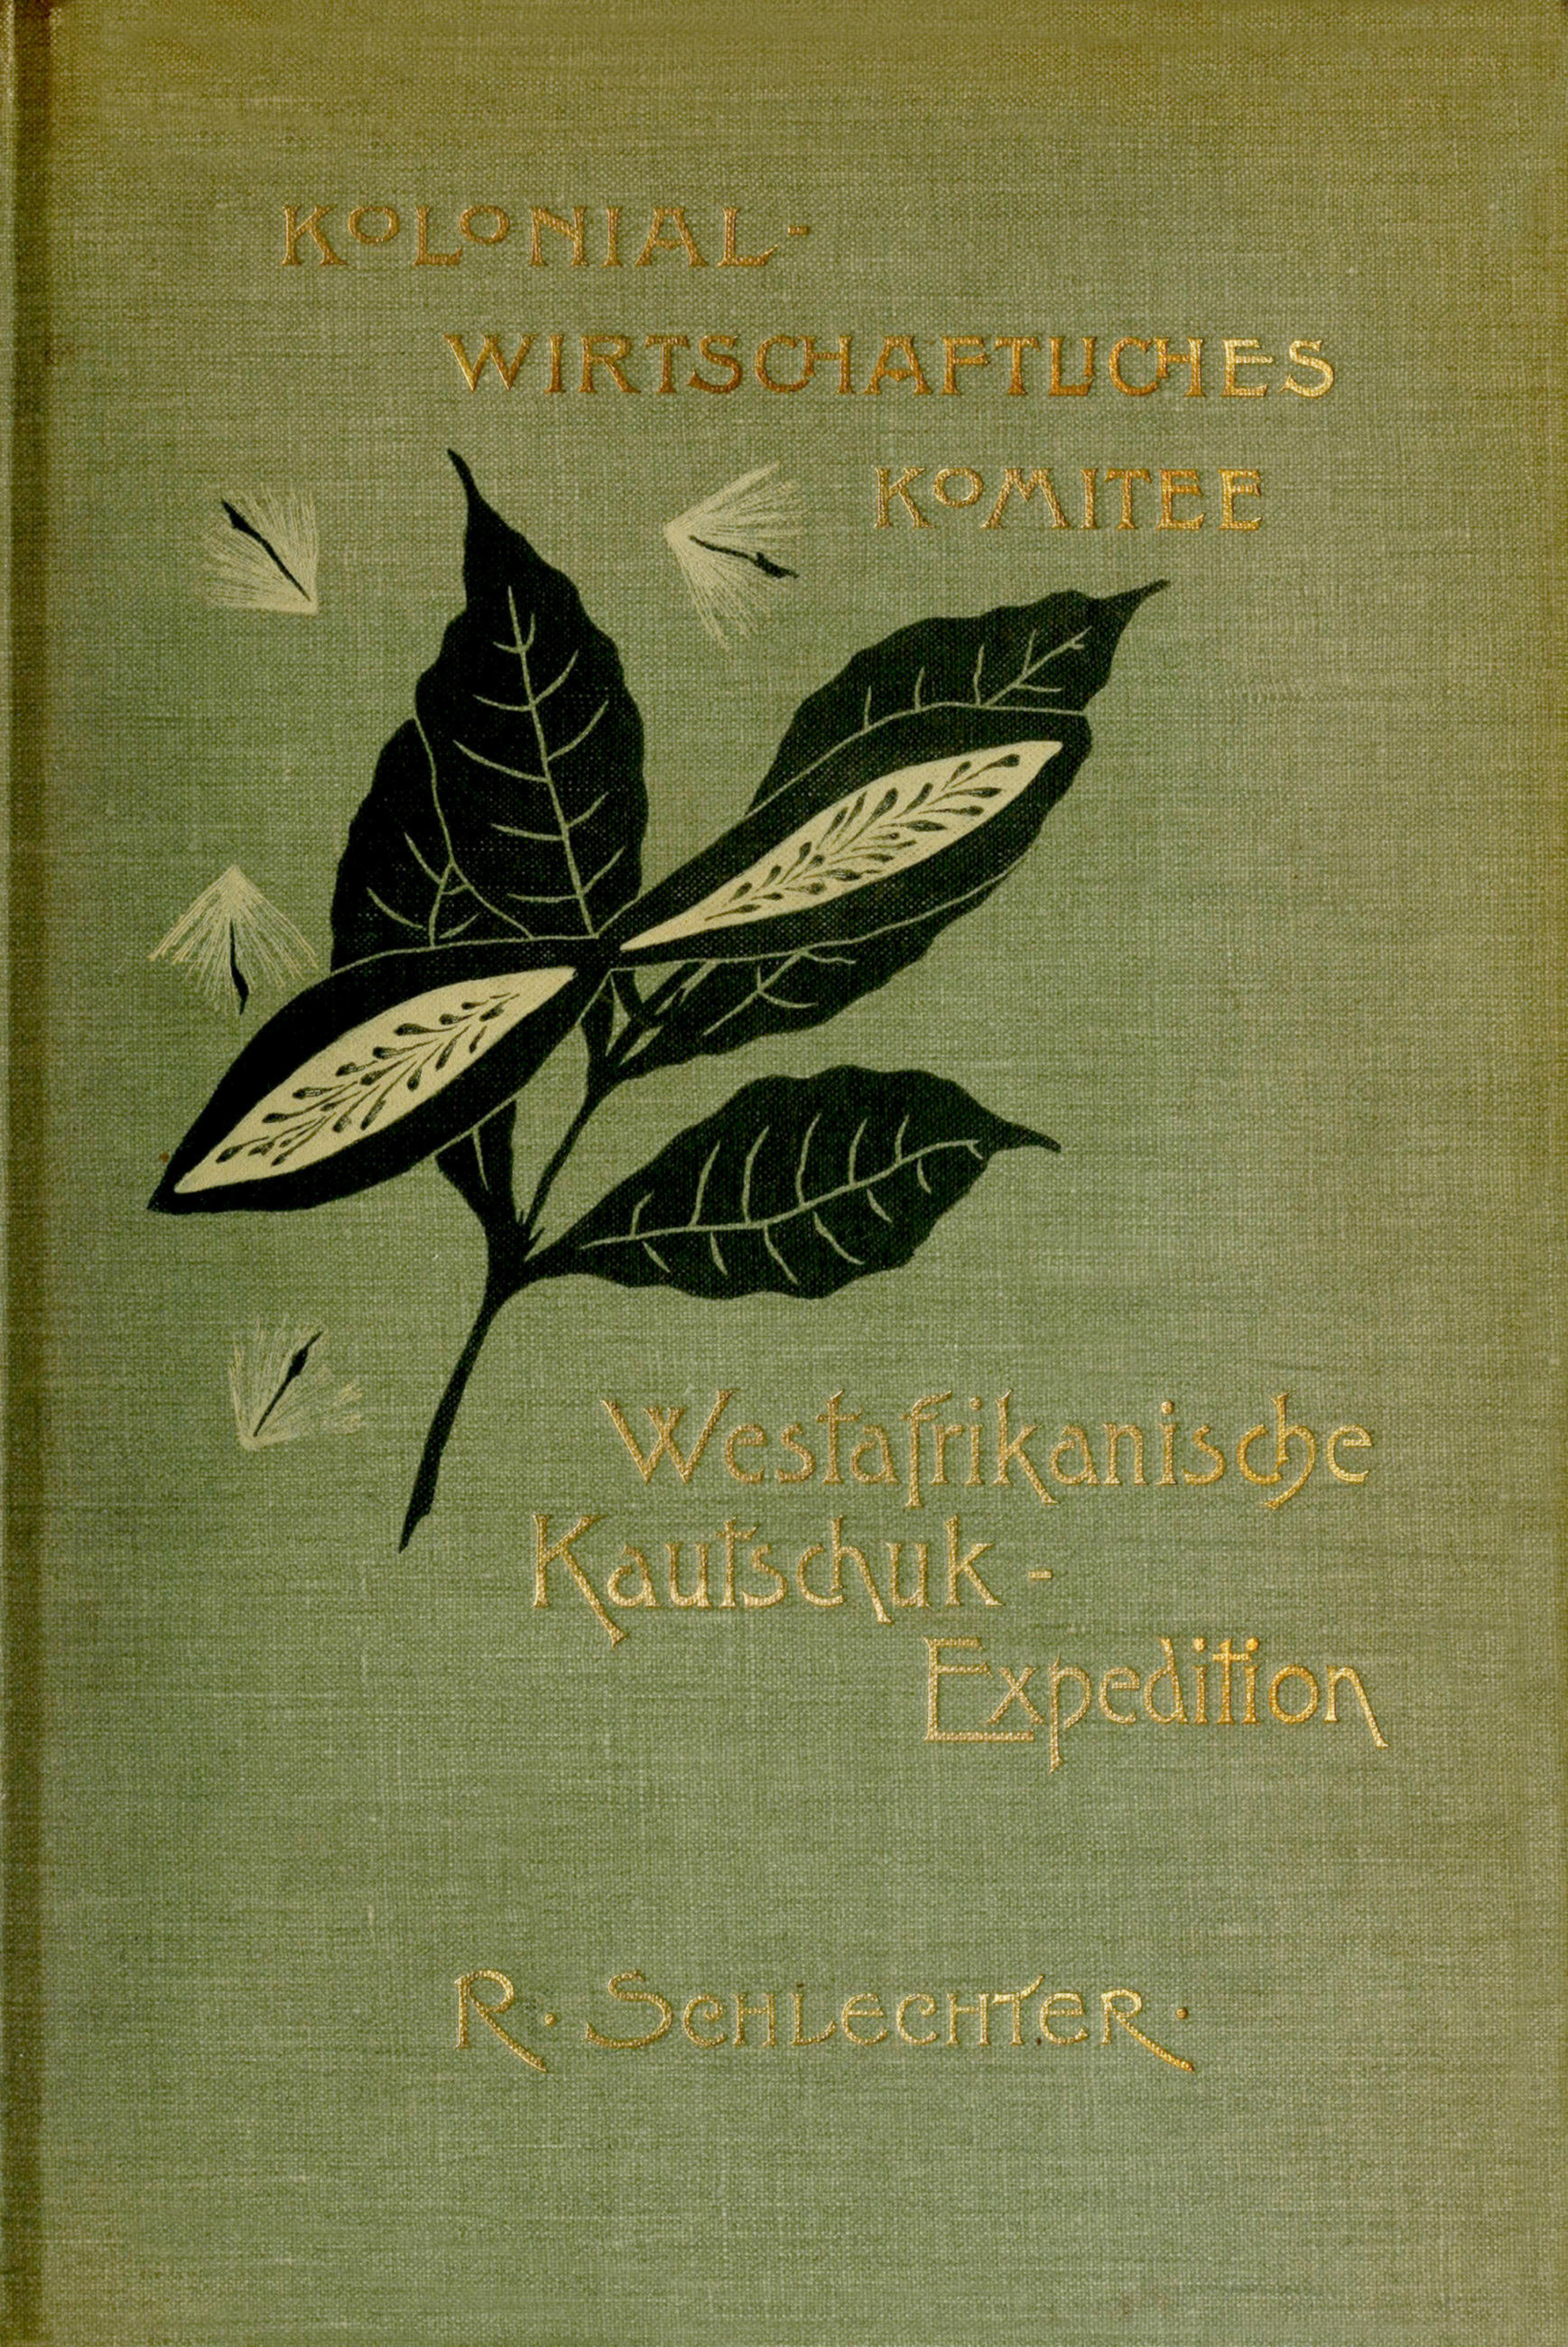 KOLONIAL-
WIRTSCHAFTLICHES
KOMITEE
Westafrikanische
Kautschuk-
Expedition
R. SCHLECHTER.